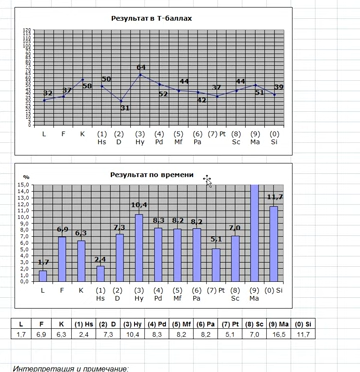 Результат в Т-баллах
32 37 58 50 31 64 52 44 42 37 44 51 39
L F K (1) (2) (3) (4) (5) (6) (7) Pt (8) (9) (0)
Hs D Hy Pd Mf Pa Sc Ma Si
Результат по времени
%
15,0
14,0
13,0
12,0
11,0
10,0
9,0
8,0
7,0
6,0
5,0
4,0
3,0
2,0
1,0
0,0
1,7 6,9 6,3 2,4 7,3 10,4 8,3 8,2 8,2 5,1 7,0 11,7
L F K (1) (2) (3) (4) (5) (6) (7) Pt (8) (9) (0) Si
Hs D Hy Pd Mf Pa Sc Ma
L F K (1) Hs (2) D (3) Hy (4) Pd (5) Mf (6) Pa (7) Pt (8) Sc (9) Ma (0) Si
1,7 6,9 6,3 2,4 7,3 10,4 8,3 8,2 8,2 5,1 7,0 16,5 11,7
Интерпретация и примечание: